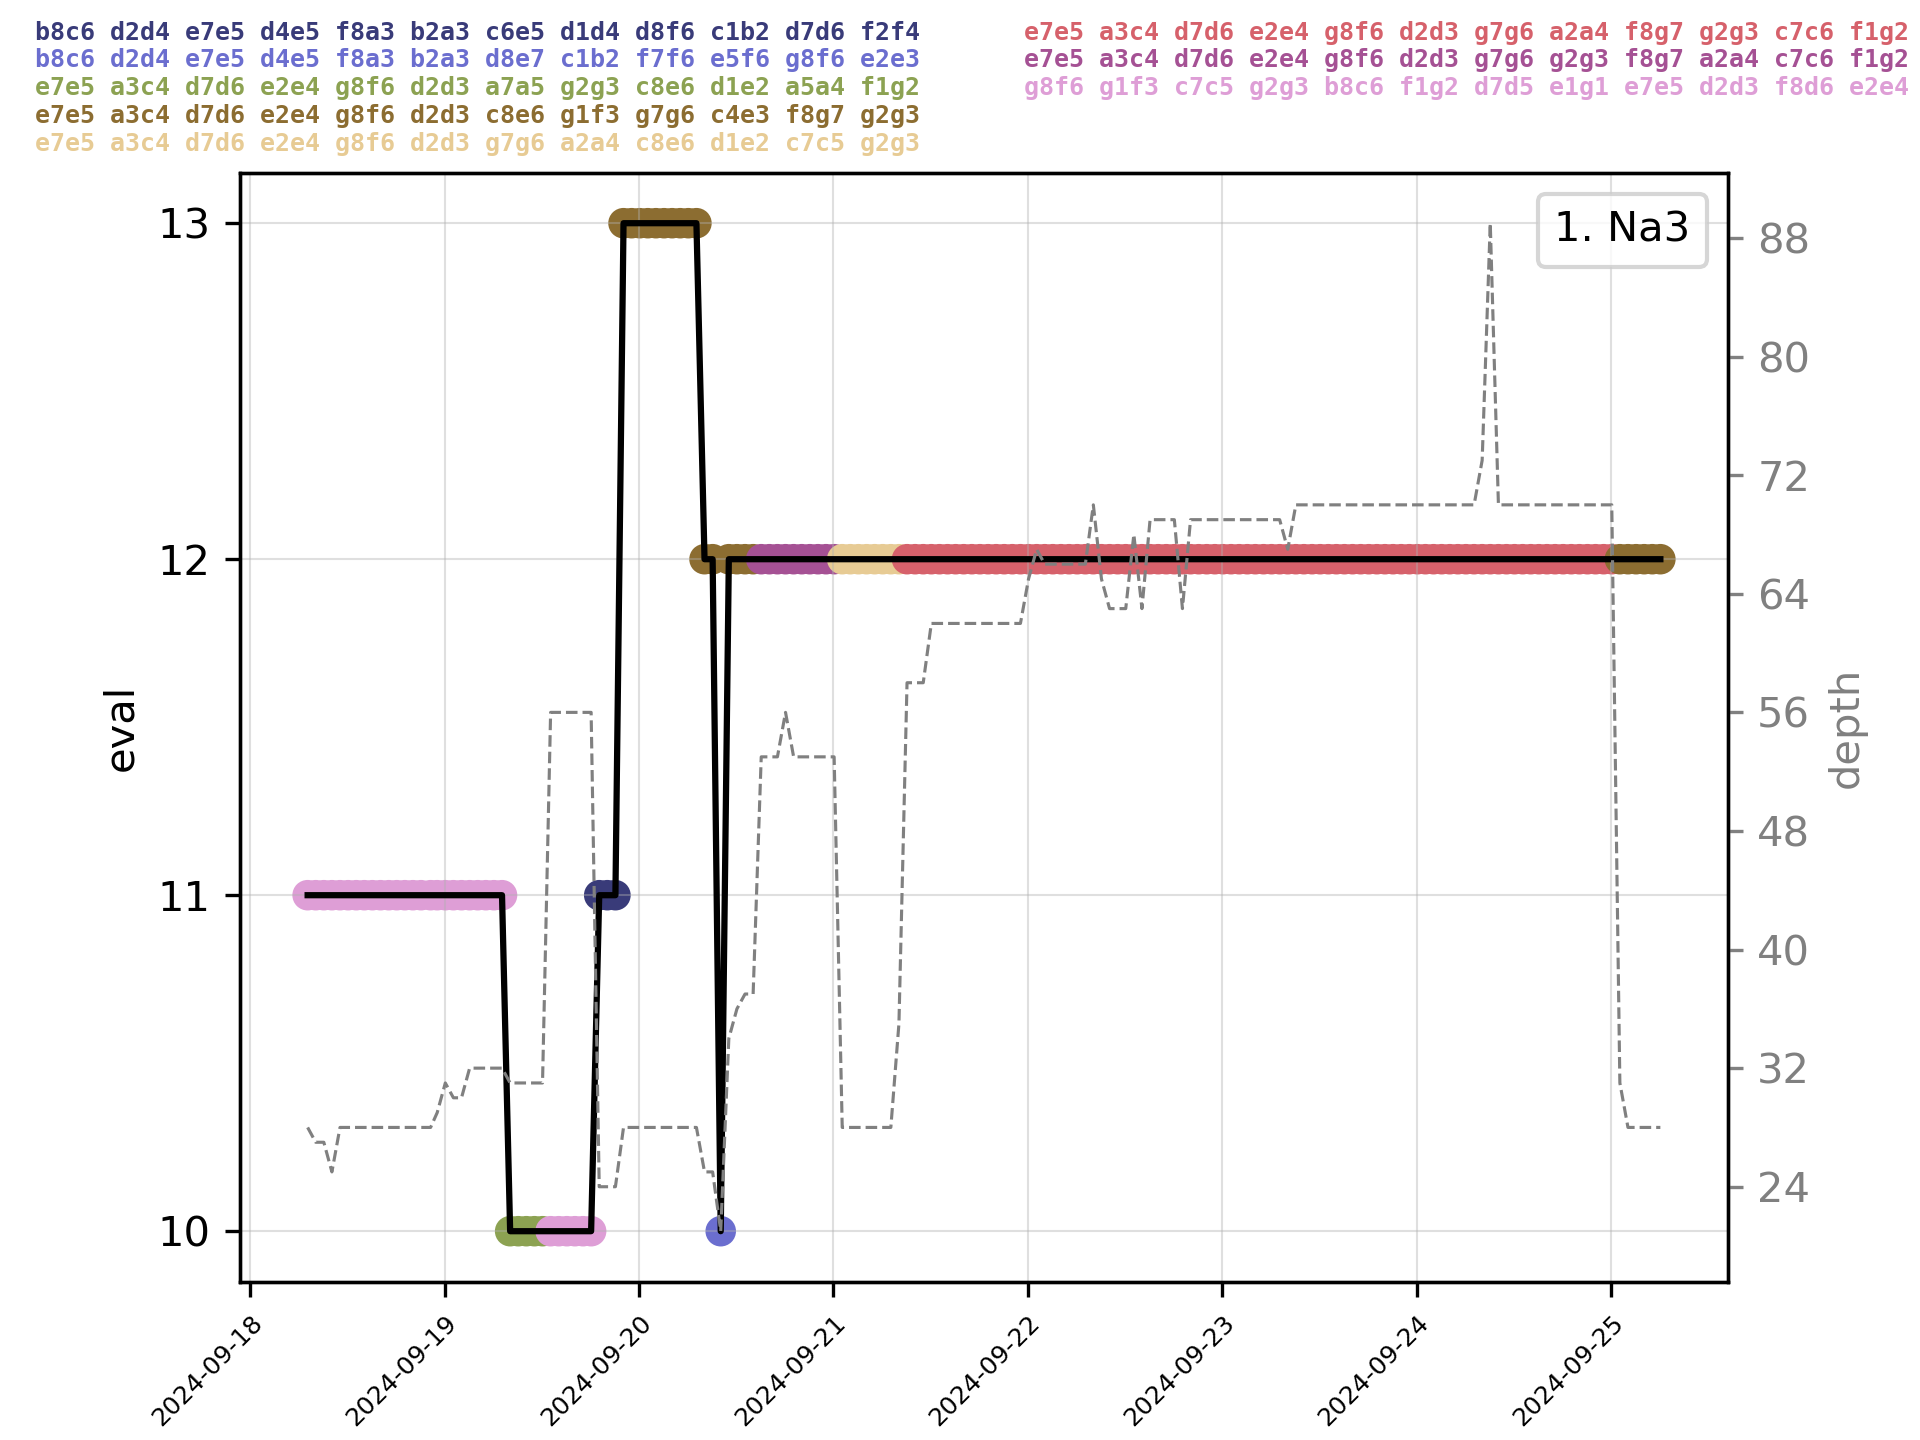 b8c6 d2d4 e7e5 d4e5 f8a3 b2a3 c6e5 d1d4 d8f6 c1b2 d7d6 f2f4
b8c6 d2d4 e7e5 d4e5 f8a3 b2a3 d8e7 c1b2 f7f6 e5f6 g8f6 e2e3
e7e5 a3c4 d7d6 e2e4 g8f6 d2d3 a7a5 g2g3 c8e6 d1e2 a5a4 f1g2
e7e5 a3c4 d7d6 e2e4 g8f6 d2d3 c8e6 g1f3 g7g6 c4e3 f8g7 g2g3
e7e5 a3c4 d7d6 e2e4 g8f6 d2d3 g7g6 a2a4 c8e6 d1e2 c7c5 g2g3
e7e5 a3c4 d7d6 e2e4 g8f6 d2d3 g7g6 a2a4 f8g7 g2g3 c7c6 f1g2
e7e5 a3c4 d7d6 e2e4 g8f6 d2d3 g7g6 g2g3 f8g7 a2a4 c7c6 f1g2
g8f6 g1f3 c7c5 g2g3 b8c6 f1g2 d7d5 e1g1 e7e5 d2d3 f8d6 e2e4
1. Na3
13
12
11
10
eval
88
80
72
64
56
48
40
32
24
depth
2024-09-18
2024-09-19
2024-09-20
2024-09-21
2024-09-22
2024-09-23
2024-09-24
2024-09-25